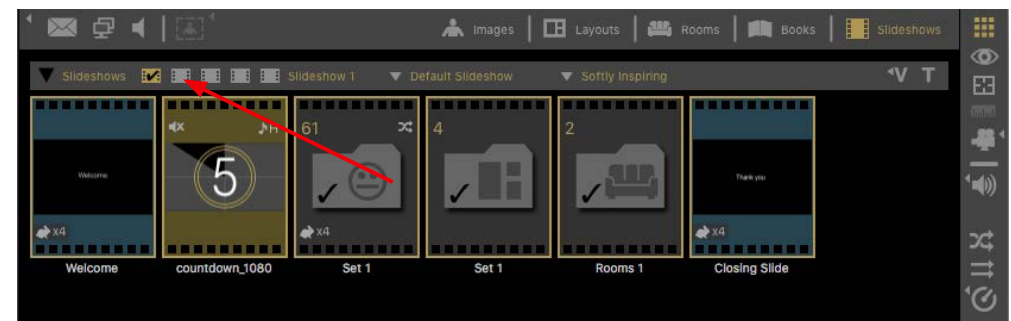 Images Layouts Rooms Books Slideshows
Slideshows Slideshow 1 Default Slideshow Softly Inspiring V T
61 4 2
5
Welcome Thank you
x4 x4 x4
Welcome countdown_1080 Set 1 Set 1 Rooms 1 Closing Slide